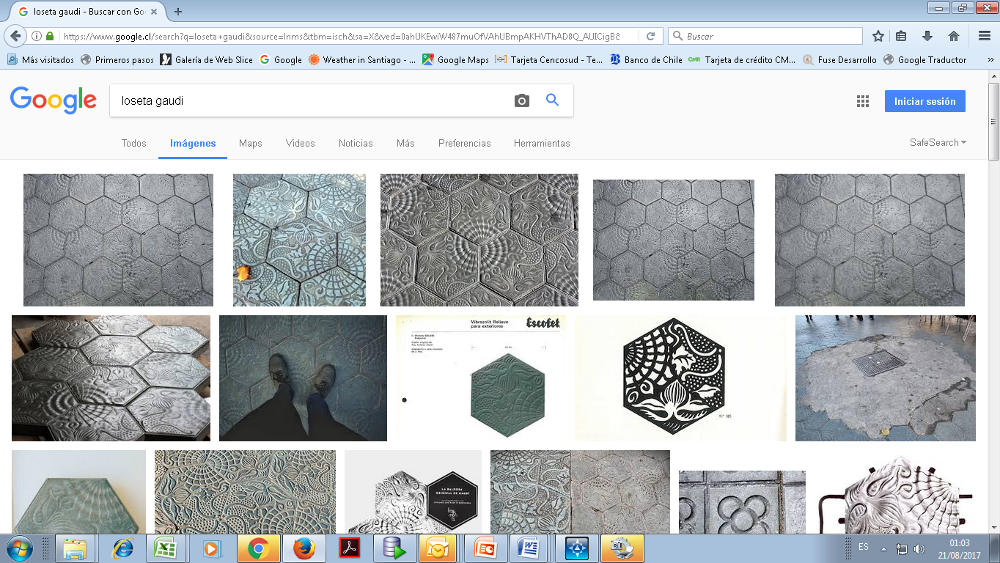 loseta gaudi - Buscar con Go
https://www.google.cl/search?q=loseta+gaudi&source=lnms&tbm=isch&sa=X&ved=0ahUKEwiW487muOfVAhUBmpAKHVThAD8Q_AUICigB&
Buscar
Más visitados
Primeros pasos
Galería de Web Slice
Google
Weather in Santiago - ...
Google Maps
Tarjeta Cencosud - Te...
Banco de Chile
CMR Tarjeta de crédito CM...
Fuse Desarrollo
Google Traductor
Google
loseta gaudi
Iniciar sesión
Todos
Imágenes
Maps
Videos
Noticias
Más
Preferencias
Herramientas
SafeSearch
Vibrazolit Relieve
para exteriores
Escofet
LA BALDOSA
ORIGINAL DE GAUDÍ
ES
01:03
21/08/2017